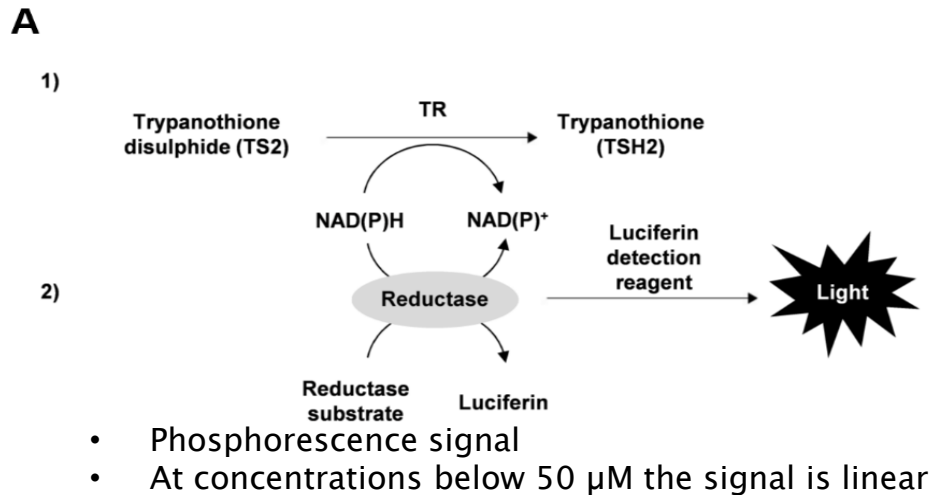 A
1)
TR
Trypanothione
disulphide (TS2)
Trypanothione
(TSH2)
NAD(P)H
NAD(P)⁺
Luciferin
detection
reagent
2)
Reductase
Light
Reductase
substrate
Luciferin
• Phosphorescence signal
• At concentrations below 50 µM the signal is linear